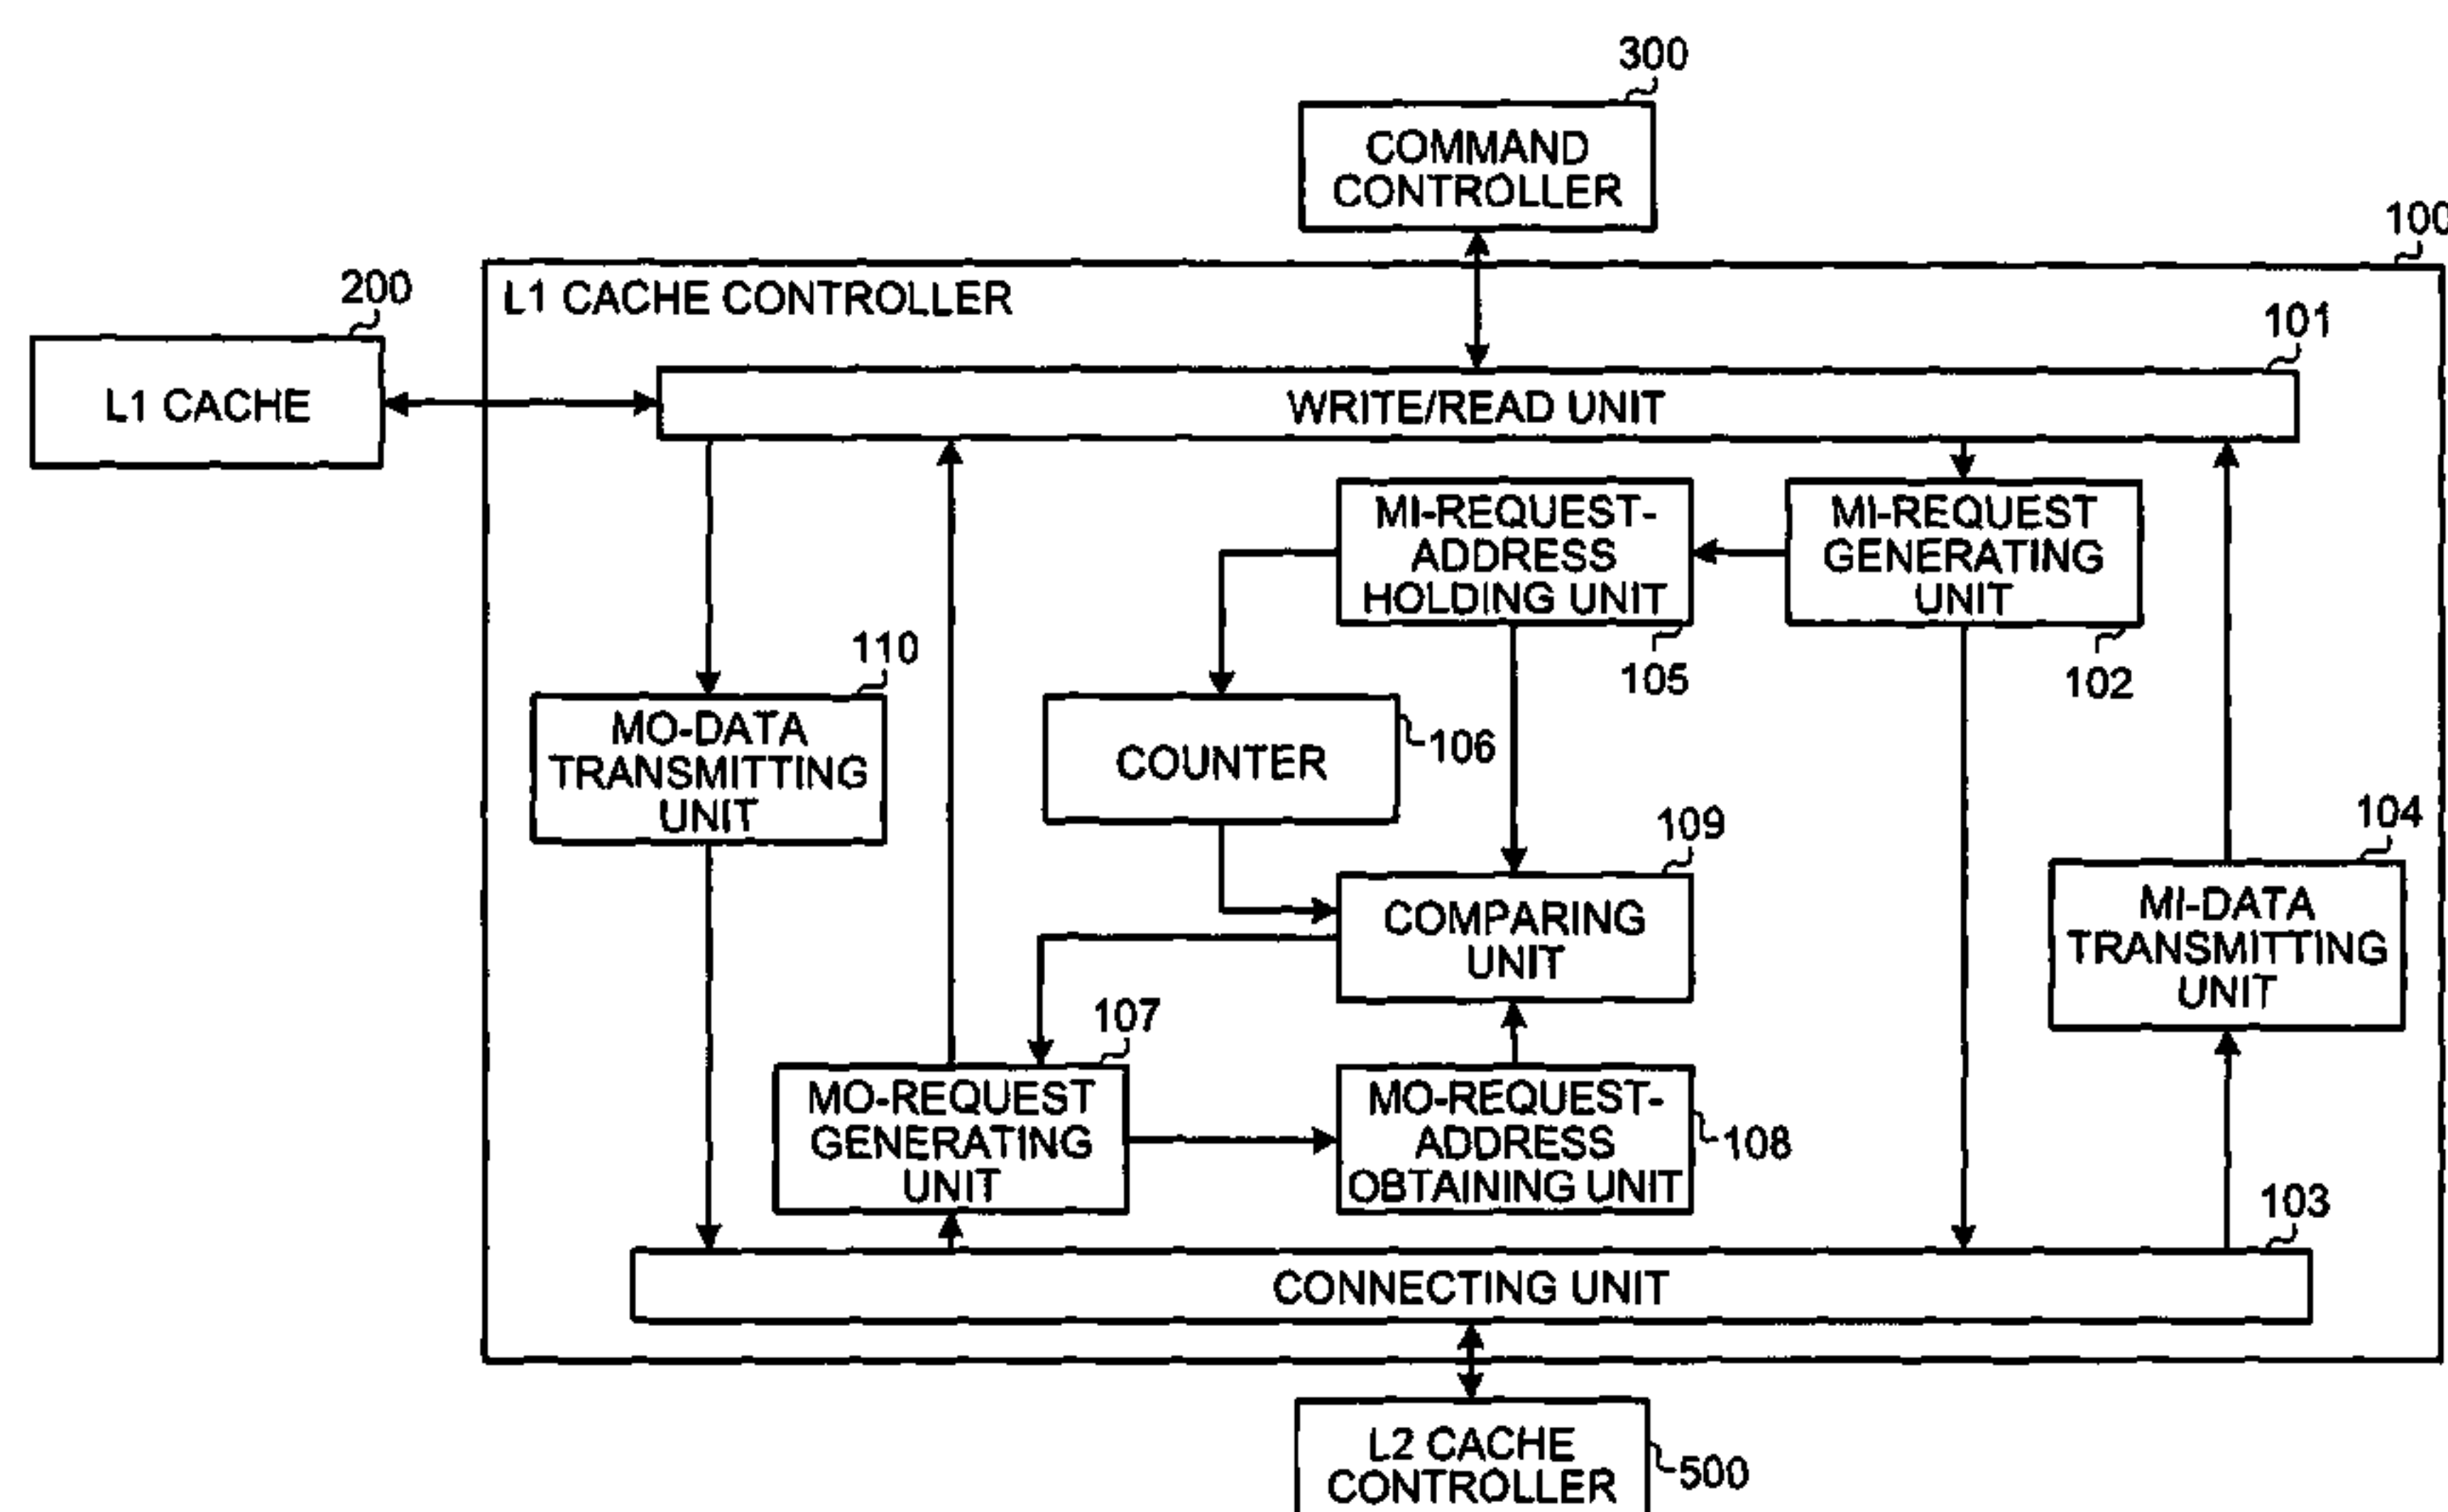 300
COMMAND
CONTROLLER
100
L1 CACHE CONTROLLER
200
L1 CACHE
101
WRITE/READ UNIT
MI-REQUEST-
ADDRESS
HOLDING UNIT
105
MI-REQUEST
GENERATING
UNIT
102
110
MO-DATA
TRANSMITTING
UNIT
COUNTER
106
109
COMPARING
UNIT
104
MI-DATA
TRANSMITTING
UNIT
107
MO-REQUEST
GENERATING
UNIT
MO-REQUEST-
ADDRESS
OBTAINING UNIT
108
103
CONNECTING UNIT
L2 CACHE
CONTROLLER
500